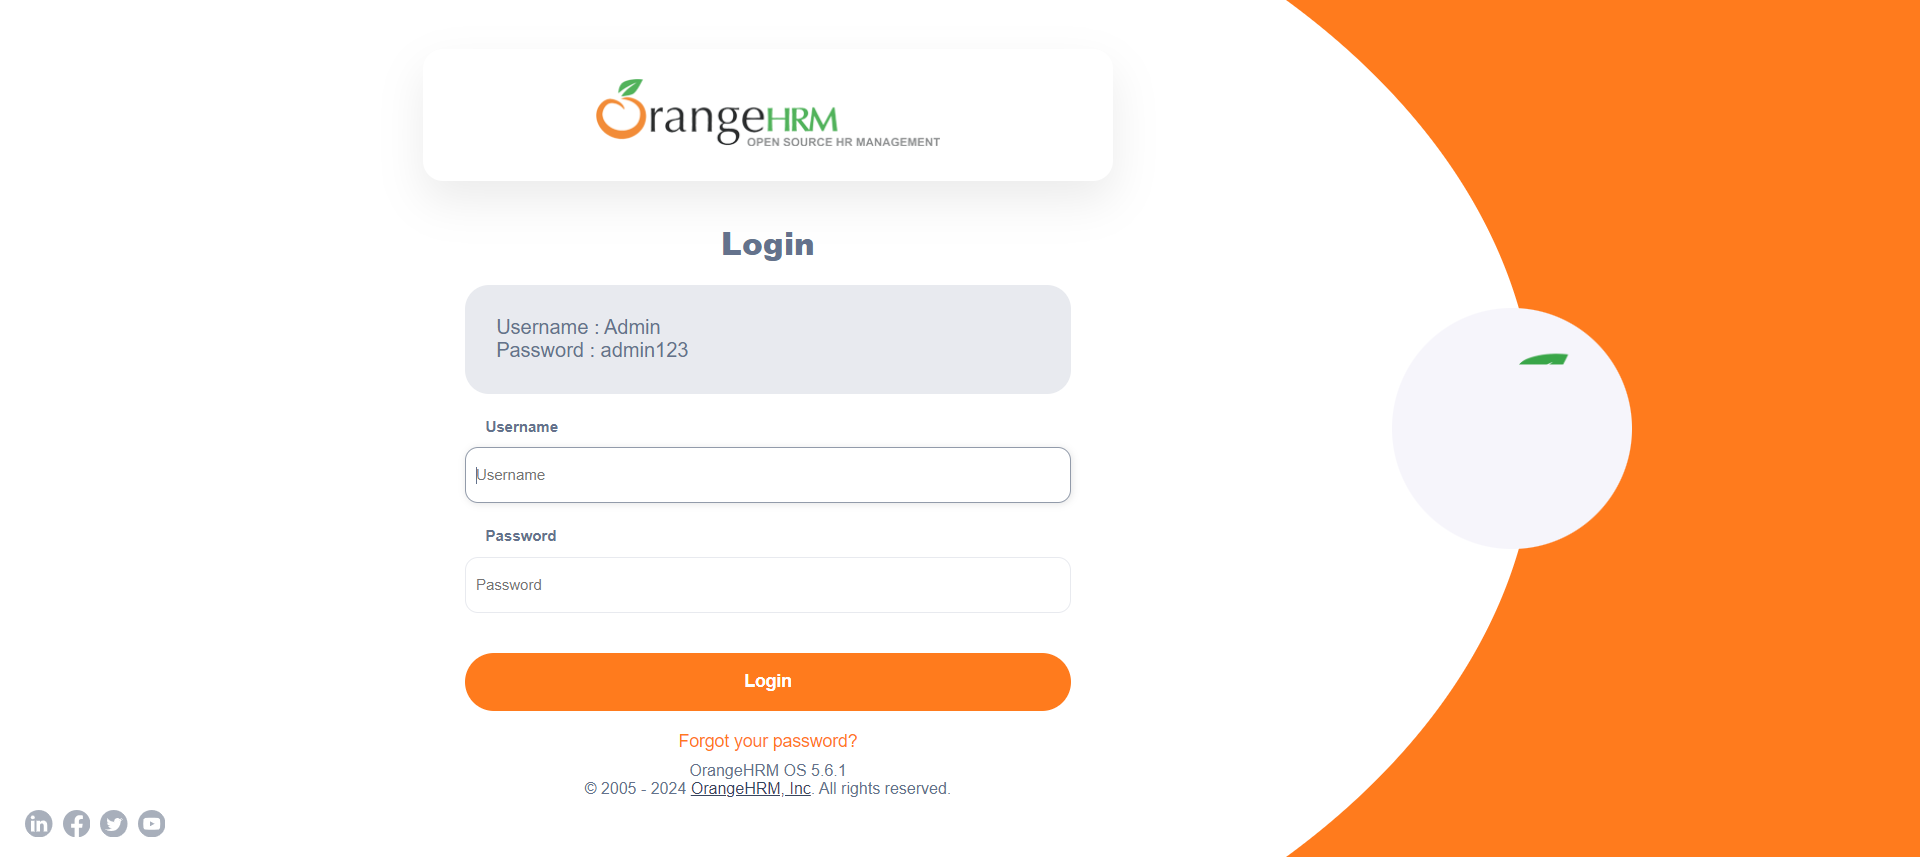 OrangeHRM
OPEN SOURCE HR MANAGEMENT
Login
Username : Admin
Password : admin123
Username
Username
Password
Password
Login
Forgot your password?
OrangeHRM OS 5.6.1
© 2005 - 2024 OrangeHRM, Inc. All rights reserved.